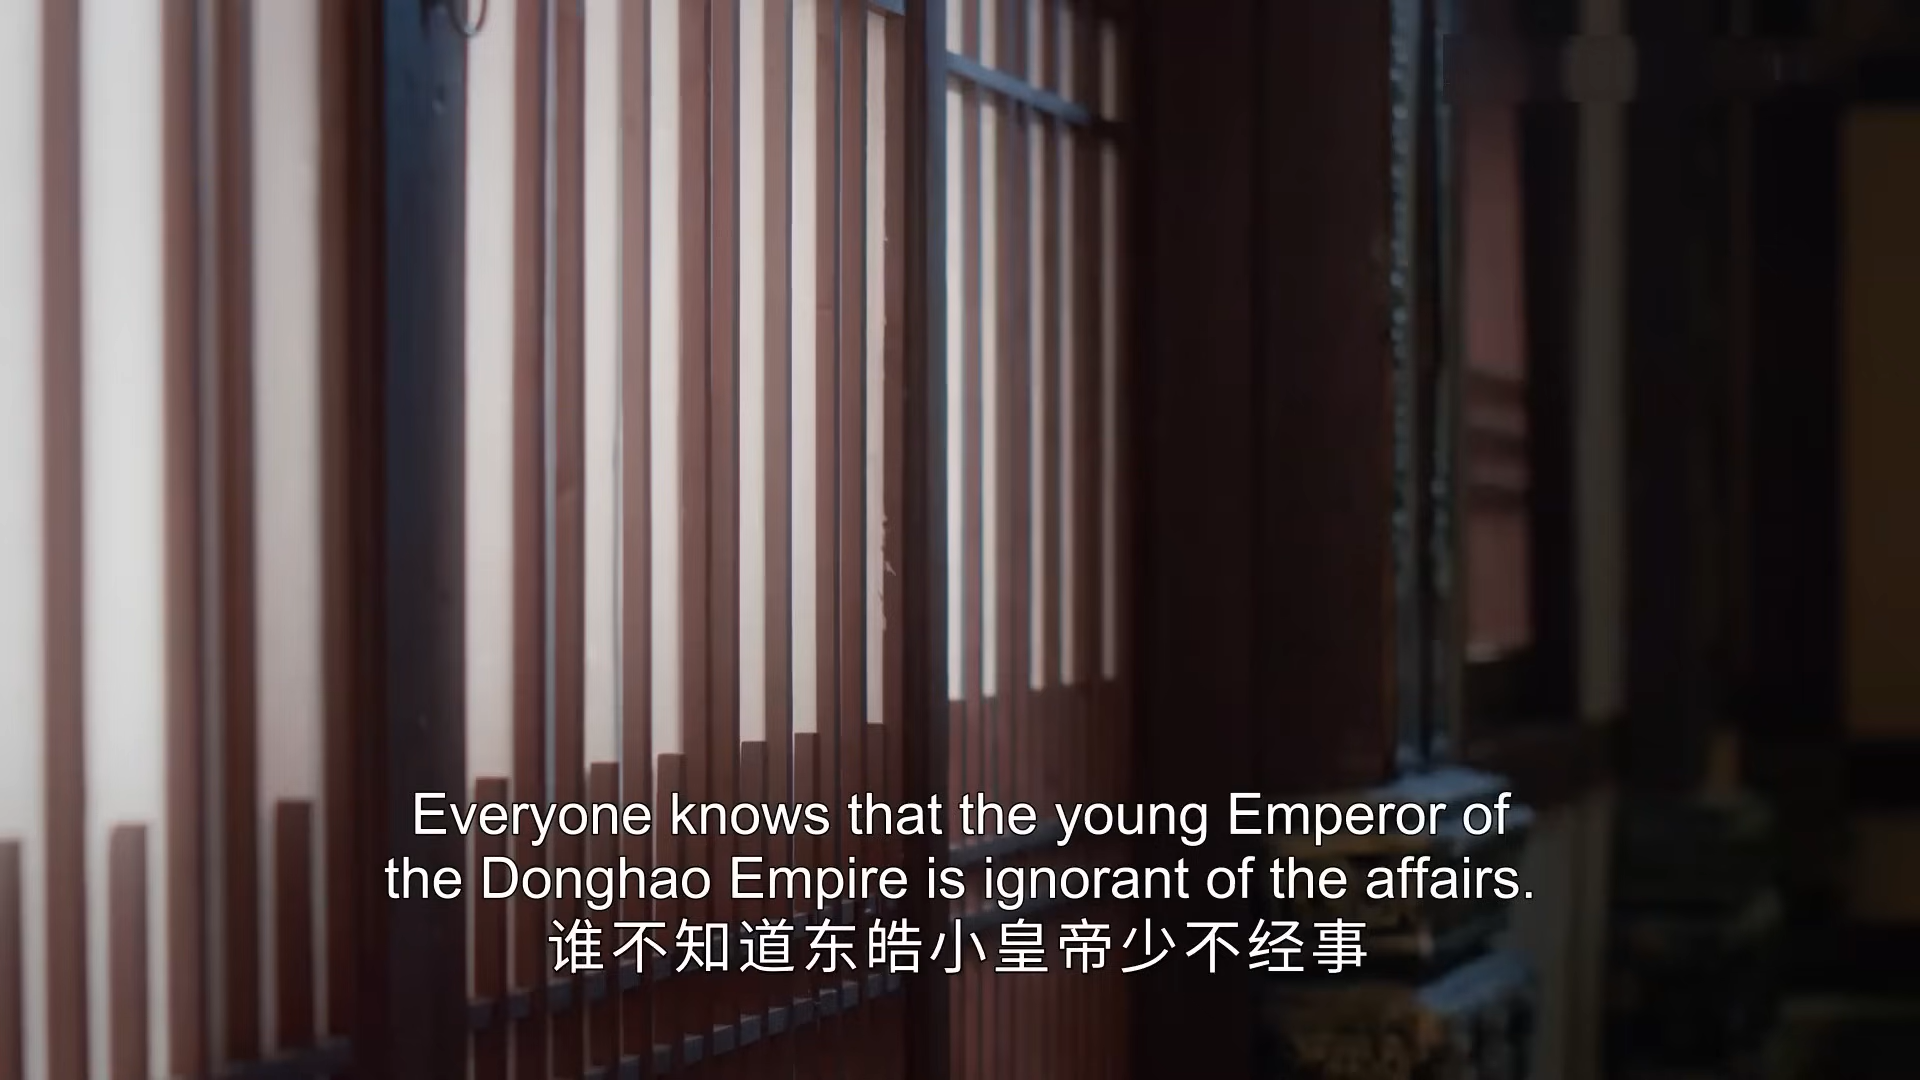 Everyone knows that the young Emperor of
the Donghao Empire is ignorant of the affairs.
谁不知道东皓小皇帝少不经事